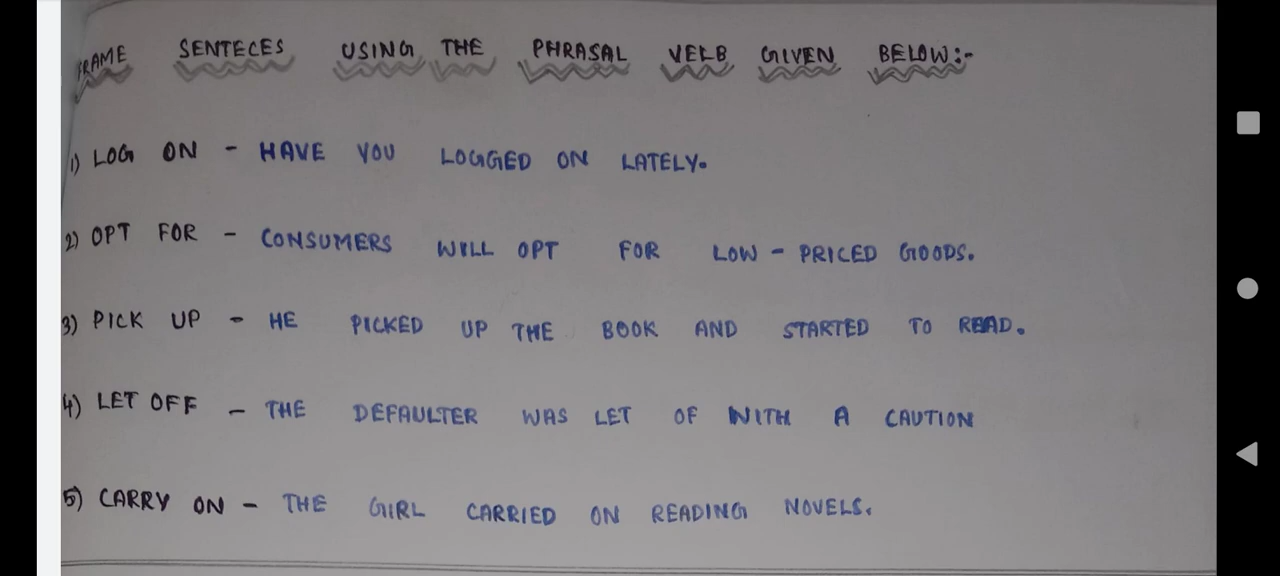 FRAME SENTECES USING THE PHRASAL VERB GIVEN BELOW:-
1) LOG ON - HAVE YOU LOGGED ON LATELY.
2) OPT FOR - CONSUMERS WILL OPT FOR LOW - PRICED GOODS.
3) PICK UP - HE PICKED UP THE BOOK AND STARTED TO READ.
4) LET OFF - THE DEFAULTER WAS LET OF WITH A CAUTION
5) CARRY ON - THE GIRL CARRIED ON READING NOVELS.